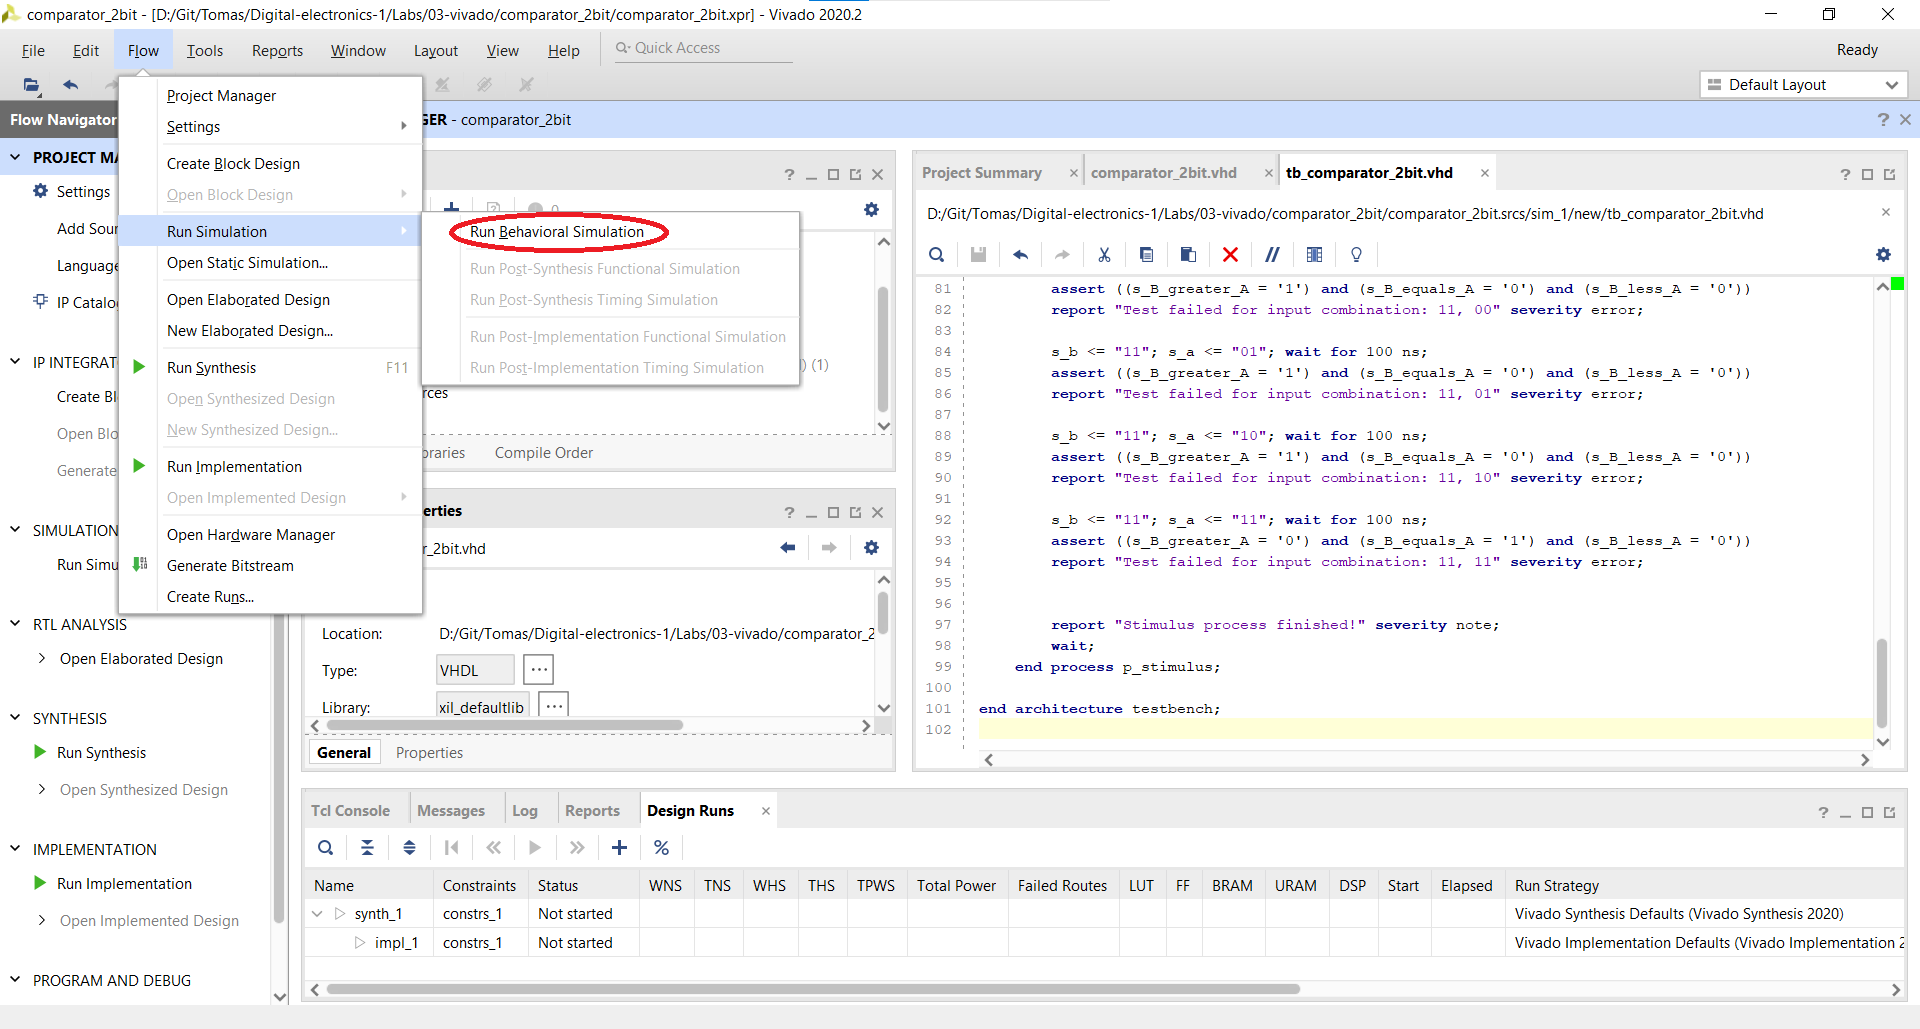 comparator_2bit - [D:/Git/Tomas/Digital-electronics-1/Labs/03-vivado/comparator_2bit/comparator_2bit.xpr] - Vivado 2020.2
File Edit Flow Tools Reports Window Layout View Help Quick Access Ready
Default Layout
Flow Navigator
GER - comparator_2bit
PROJECT MA
Settings
Add Sour
Language
IP Catalo
IP INTEGRAT
Create Bl
Open Blo
Generate
SIMULATION
Run Simu
RTL ANALYSIS
Open Elaborated Design
SYNTHESIS
Run Synthesis
Open Synthesized Design
IMPLEMENTATION
Run Implementation
Open Implemented Design
PROGRAM AND DEBUG
Project Manager
Settings
Create Block Design
Open Block Design
Run Simulation
Open Static Simulation...
Open Elaborated Design
New Elaborated Design...
Run Synthesis F11
Open Synthesized Design
New Synthesized Design...
Run Implementation
Open Implemented Design
Open Hardware Manager
Generate Bitstream
Create Runs...
Run Behavioral Simulation
Run Post-Synthesis Functional Simulation
Run Post-Synthesis Timing Simulation
Run Post-Implementation Functional Simulation
Run Post-Implementation Timing Simulation
0
) (1)
rces
braries Compile Order
erties
r_2bit.vhd
Location: D:/Git/Tomas/Digital-electronics-1/Labs/03-vivado/comparator_2
Type: VHDL ...
Library: xil_defaultlib ...
General Properties
Project Summary comparator_2bit.vhd tb_comparator_2bit.vhd
D:/Git/Tomas/Digital-electronics-1/Labs/03-vivado/comparator_2bit/comparator_2bit.srcs/sim_1/new/tb_comparator_2bit.vhd
81 assert ((s_B_greater_A = '1') and (s_B_equals_A = '0') and (s_B_less_A = '0'))
82 report "Test failed for input combination: 11, 00" severity error;
83
84 s_b <= "11"; s_a <= "01"; wait for 100 ns;
85 assert ((s_B_greater_A = '1') and (s_B_equals_A = '0') and (s_B_less_A = '0'))
86 report "Test failed for input combination: 11, 01" severity error;
87
88 s_b <= "11"; s_a <= "10"; wait for 100 ns;
89 assert ((s_B_greater_A = '1') and (s_B_equals_A = '0') and (s_B_less_A = '0'))
90 report "Test failed for input combination: 11, 10" severity error;
91
92 s_b <= "11"; s_a <= "11"; wait for 100 ns;
93 assert ((s_B_greater_A = '0') and (s_B_equals_A = '1') and (s_B_less_A = '0'))
94 report "Test failed for input combination: 11, 11" severity error;
95
96
97 report "Stimulus process finished!" severity note;
98 wait;
99 end process p_stimulus;
100
101 end architecture testbench;
102
Tcl Console Messages Log Reports Design Runs
Name Constraints Status WNS TNS WHS THS TPWS Total Power Failed Routes LUT FF BRAM URAM DSP Start Elapsed Run Strategy
synth_1 constrs_1 Not started Vivado Synthesis Defaults (Vivado Synthesis 2020)
impl_1 constrs_1 Not started Vivado Implementation Defaults (Vivado Implementation 2